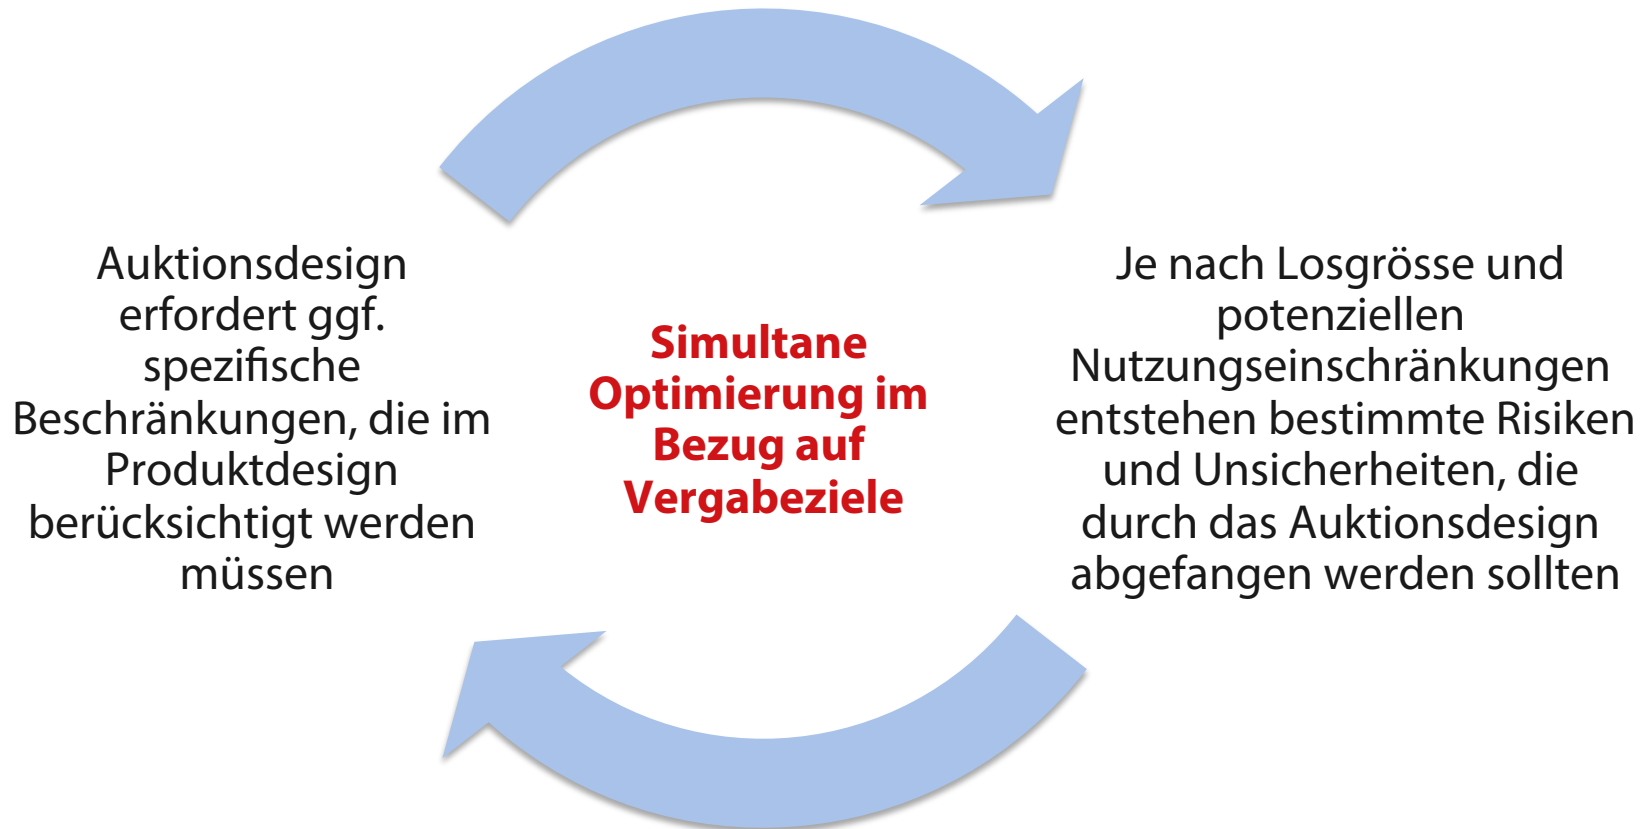 Auktionsdesign
erfordert ggf.
spezifische
Beschränkungen, die im
Produktdesign
berücksichtigt werden
müssen
Simultane
Optimierung im
Bezug auf
Vergabeziele
Je nach Losgrösse und
potenziellen
Nutzungseinschränkungen
entstehen bestimmte Risiken
und Unsicherheiten, die
durch das Auktionsdesign
abgefangen werden sollten